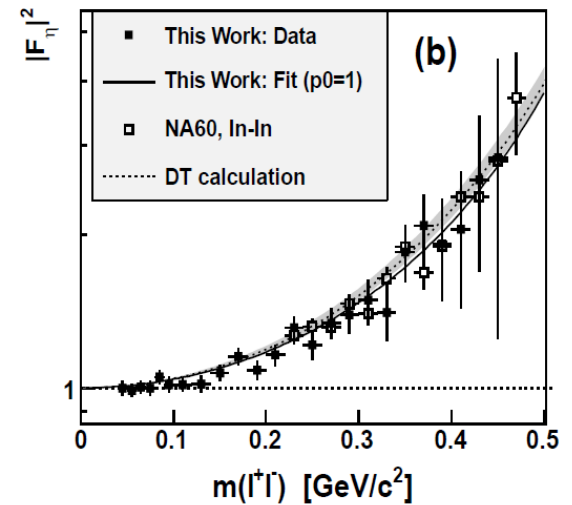 |F_η|²
This Work: Data
This Work: Fit (p0=1)
NA60, In-In
DT calculation
(b)
1
0 0.1 0.2 0.3 0.4 0.5
m(l⁺l⁻) [GeV/c²]